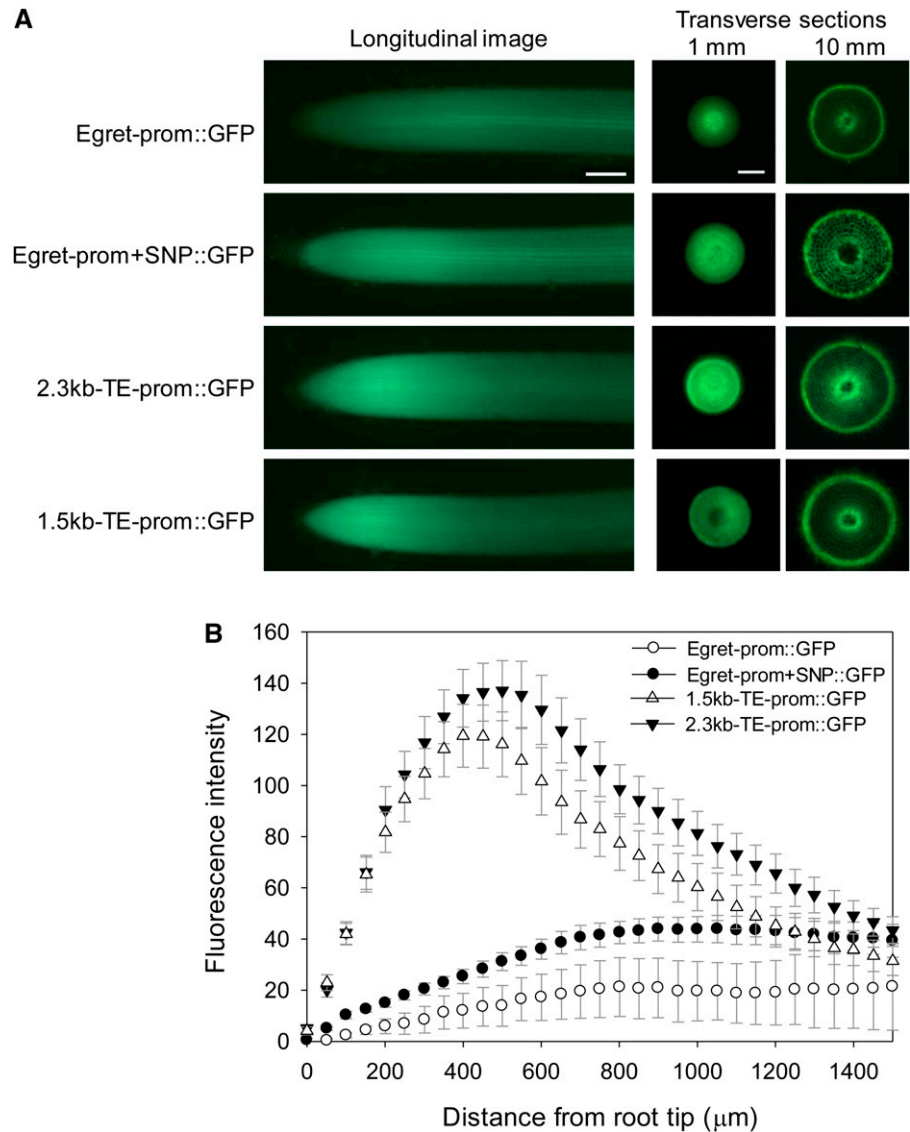 A
Longitudinal image
Transverse sections
1 mm 10 mm
Egret-prom::GFP
Egret-prom+SNP::GFP
2.3kb-TE-prom::GFP
1.5kb-TE-prom::GFP
B
160
140
120
100
80
60
40
20
0
Fluorescence intensity
Egret-prom::GFP
Egret-prom+SNP::GFP
1.5kb-TE-prom::GFP
2.3kb-TE-prom::GFP
0 200 400 600 800 1000 1200 1400
Distance from root tip (μm)